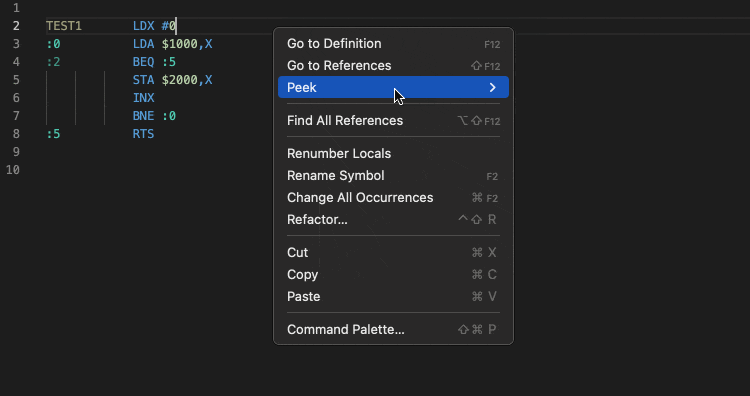 1
2 TEST1 LDX #0
3 :0 LDA $1000,X
4 :2 BEQ :5
5 STA $2000,X
6 INX
7 BNE :0
8 :5 RTS
9
10
Go to Definition F12
Go to References ⇧F12
Peek >
Find All References ⌥⇧F12
Renumber Locals
Rename Symbol F2
Change All Occurrences ⌘F2
Refactor... ^⇧R
Cut ⌘X
Copy ⌘C
Paste ⌘V
Command Palette... ⇧⌘P